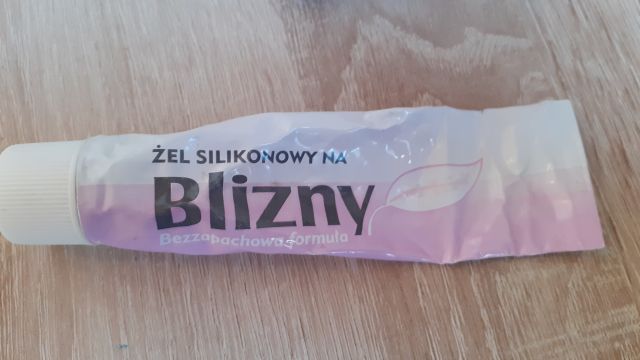 ŻEL SILIKONOWY NA
Blizny
Bezzapachowa formuła